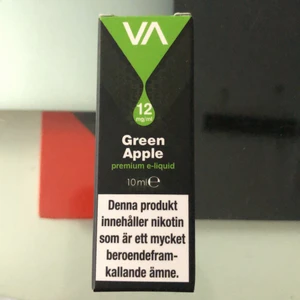 VA
12
mg/ml
Green
Apple
premium e-liquid
10ml℮
Denna produkt
innehåller nikotin
som är ett mycket
beroendefram-
kallande ämne.